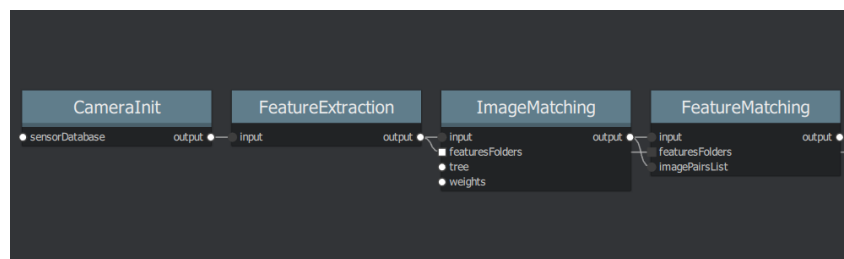 CameraInit FeatureExtraction ImageMatching FeatureMatching
sensorDatabase output input output input output input output
featuresFolders featuresFolders
tree imagePairsList
weights